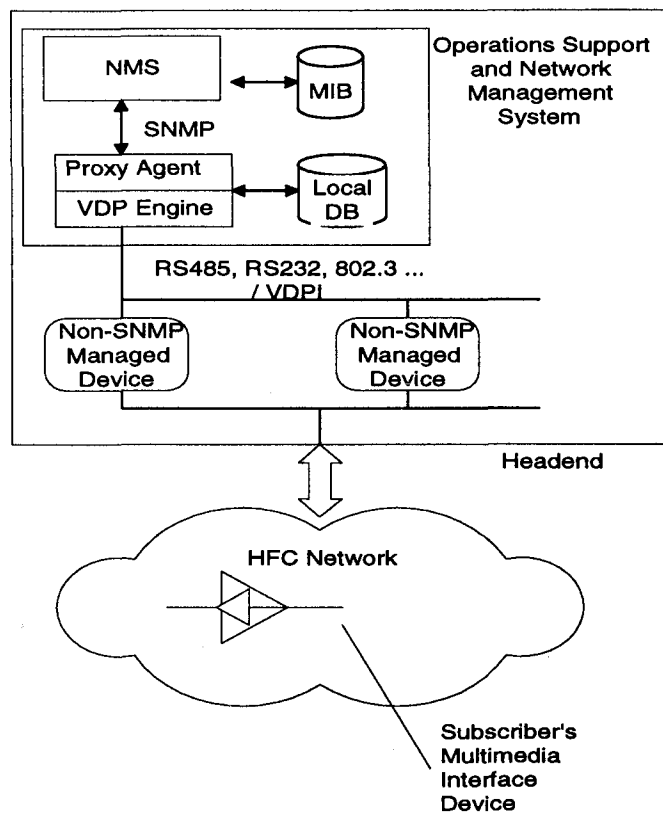 NMS
MIB
Operations Support
and Network
Management
System
SNMP
Proxy Agent
VDP Engine
Local
DB
RS485, RS232, 802.3 ...
/ VDPI
Non-SNMP
Managed
Device
Non-SNMP
Managed
Device
Headend
HFC Network
Subscriber's
Multimedia
Interface
Device